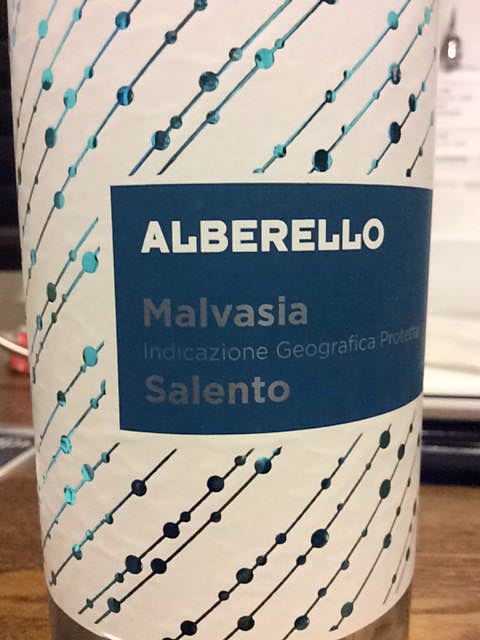 ALBERELLO
Malvasia
Indicazione Geografica Protetta
Salento